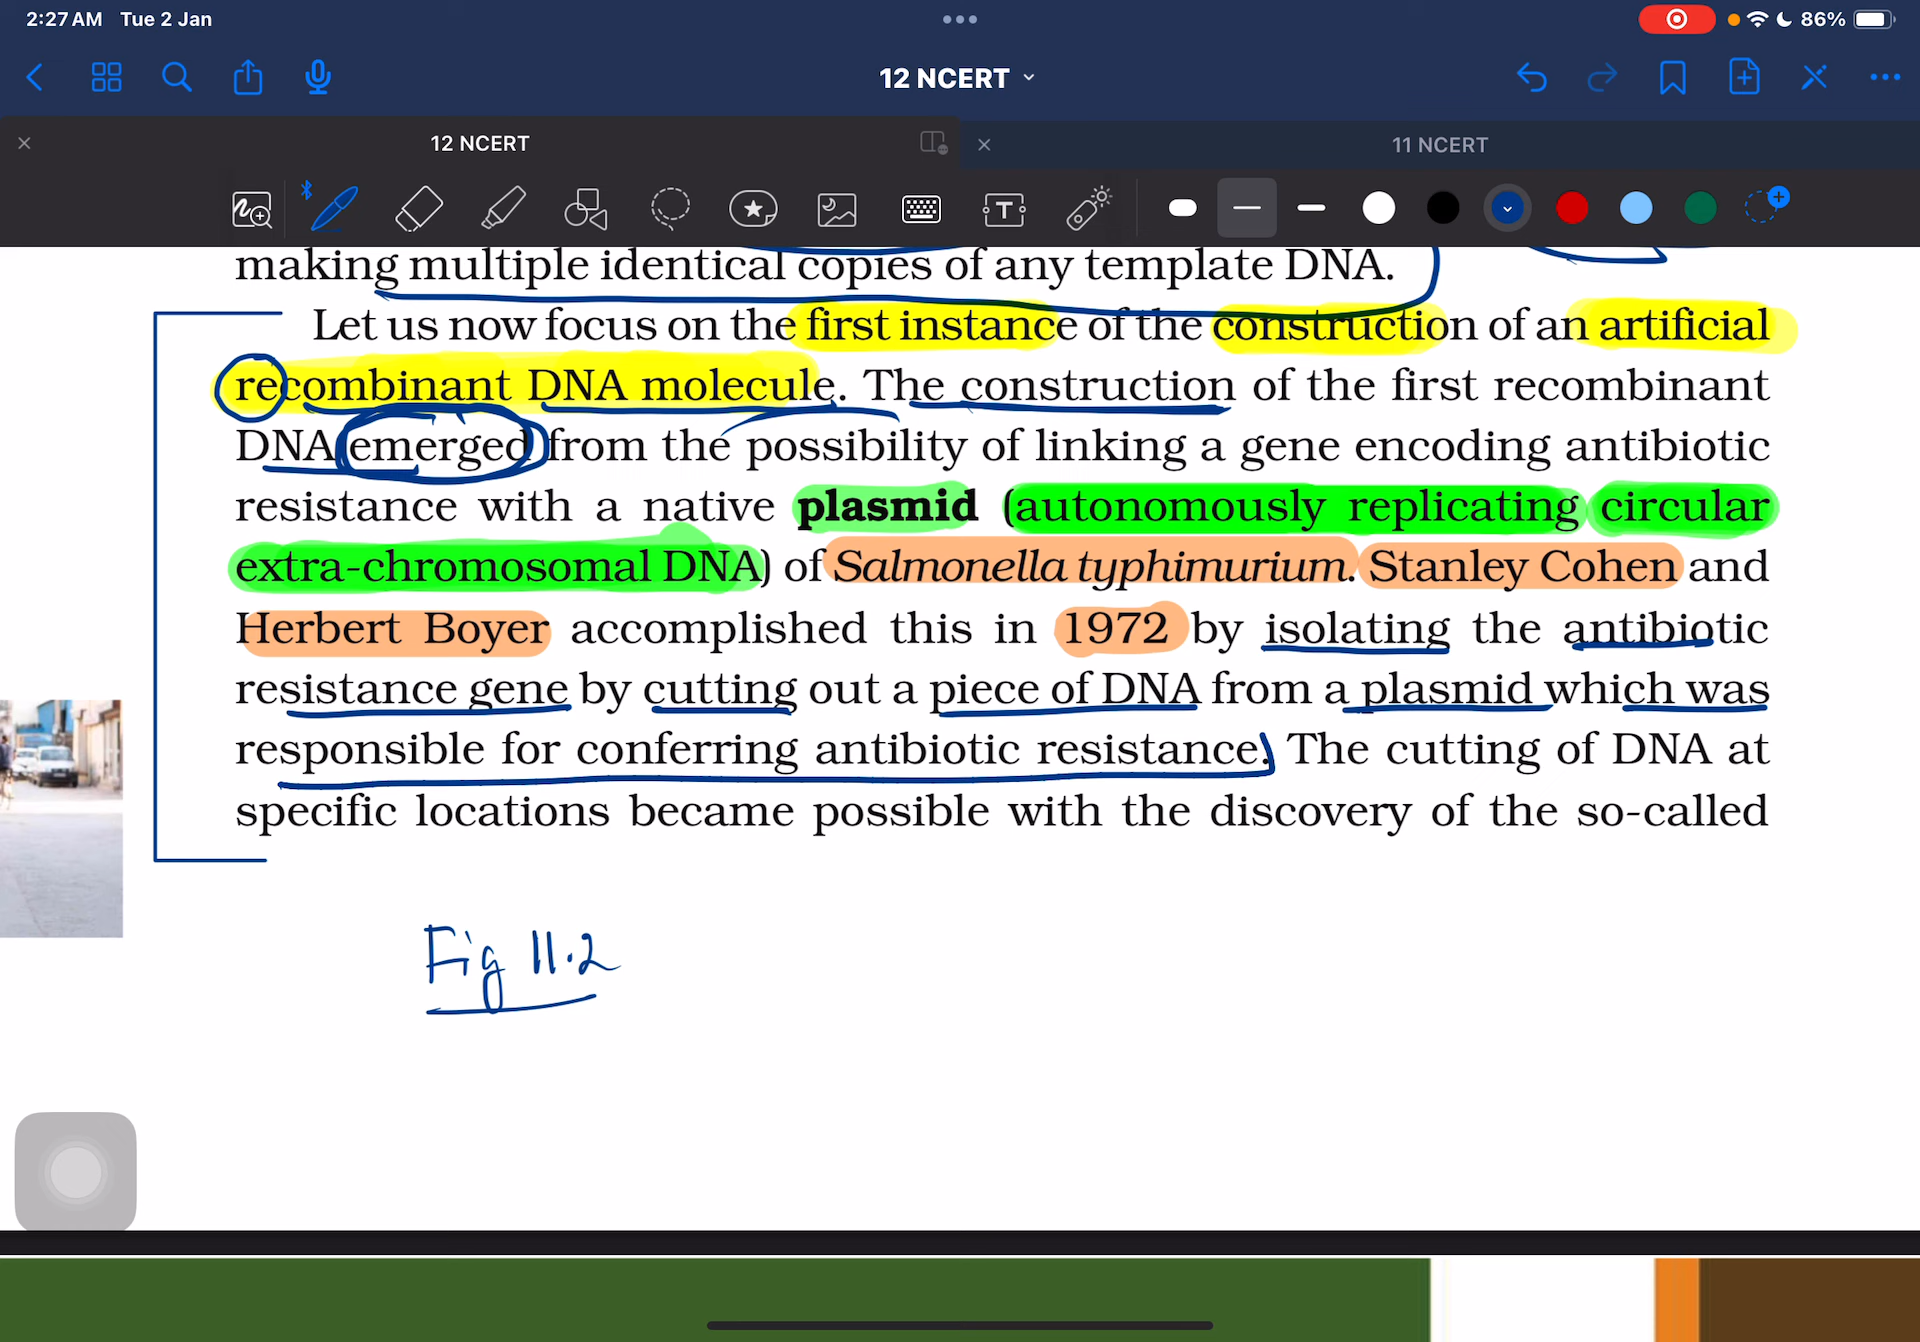 2:27 AM Tue 2 Jan
86%
12 NCERT
12 NCERT
11 NCERT
T
making multiple identical copies of any template DNA.
Let us now focus on the first instance of the construction of an artificial
recombinant DNA molecule. The construction of the first recombinant
DNA emerged from the possibility of linking a gene encoding antibiotic
resistance with a native plasmid (autonomously replicating circular
extra-chromosomal DNA) of Salmonella typhimurium. Stanley Cohen and
Herbert Boyer accomplished this in 1972 by isolating the antibiotic
resistance gene by cutting out a piece of DNA from a plasmid which was
responsible for conferring antibiotic resistance. The cutting of DNA at
specific locations became possible with the discovery of the so-called
Fig 11.2